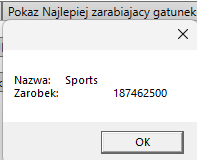 Pokaz Najlepiej zarabiajacy gatunek
Nazwa: Sports
Zarobek: 187462500
OK